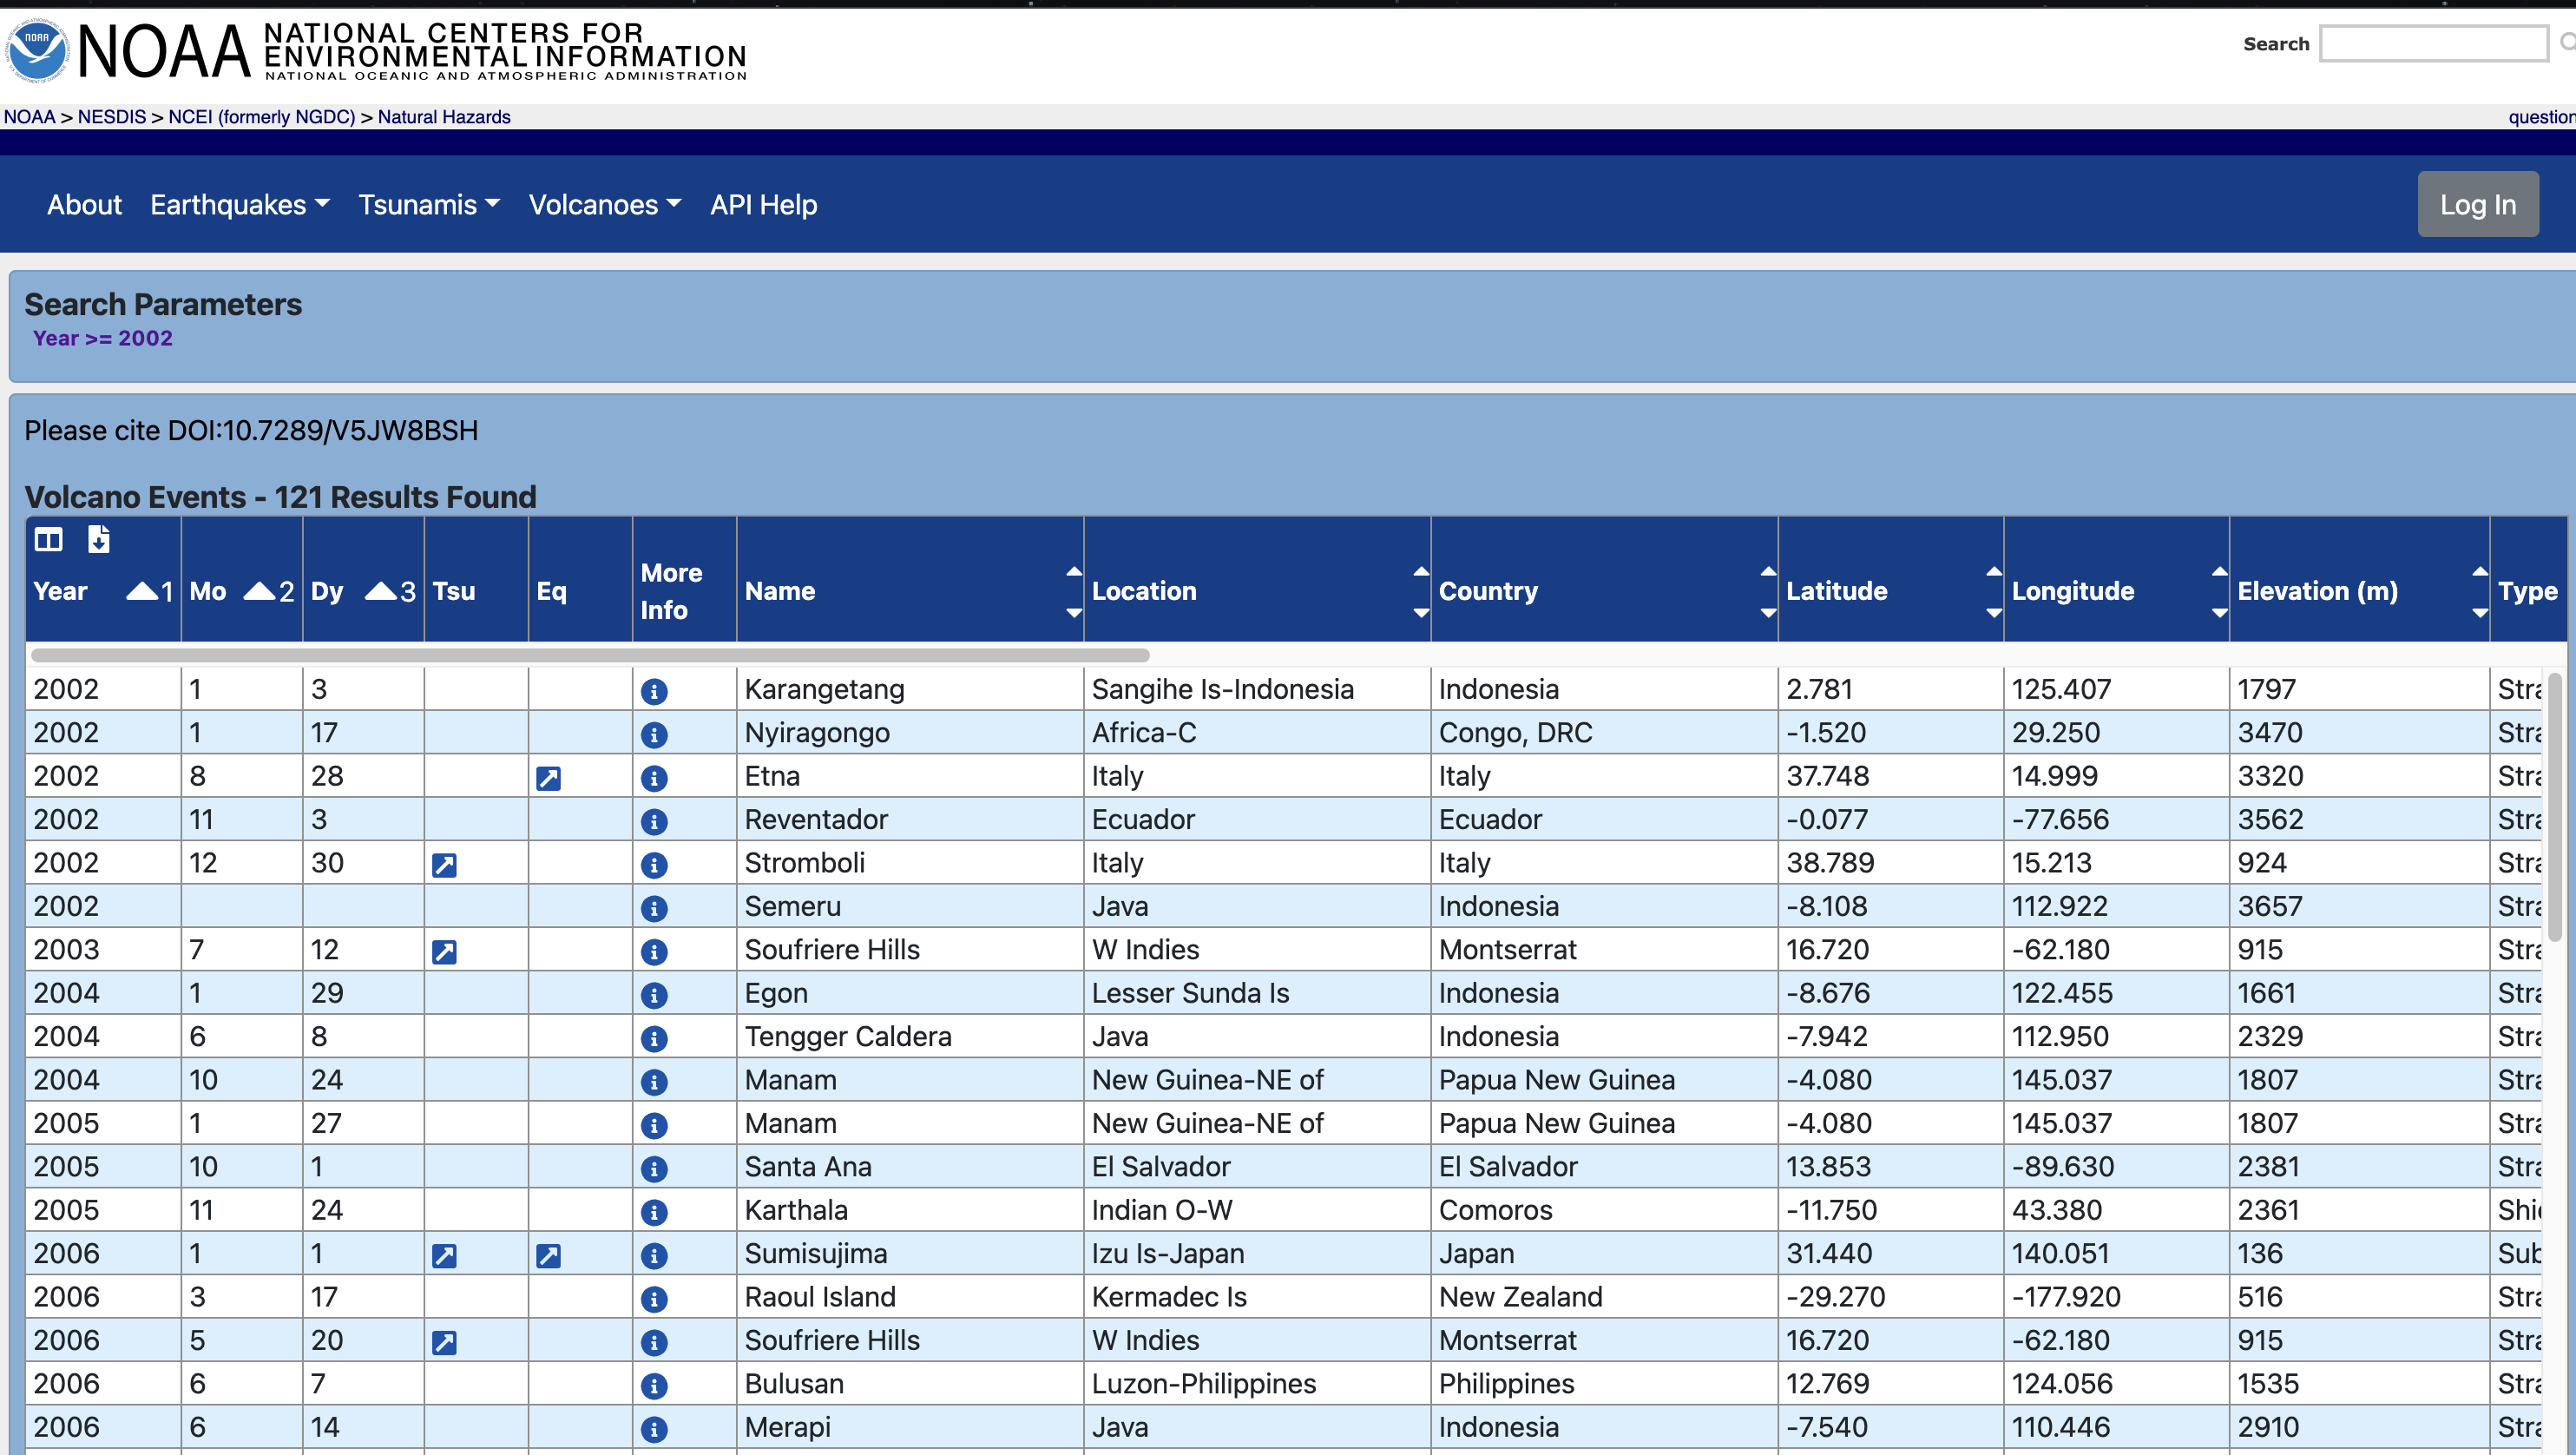 NOAA
NOAA NATIONAL CENTERS FOR
ENVIRONMENTAL INFORMATION
NATIONAL OCEANIC AND ATMOSPHERIC ADMINISTRATION
Search
NOAA > NESDIS > NCEI (formerly NGDC) > Natural Hazards question
About Earthquakes Tsunamis Volcanoes API Help Log In
Search Parameters
Year >= 2002
Please cite DOI:10.7289/V5JW8BSH
Volcano Events - 121 Results Found
Year 1 Mo 2 Dy 3 Tsu Eq More Info Name Location Country Latitude Longitude Elevation (m) Type
2002 1 3 Karangetang Sangihe Is-Indonesia Indonesia 2.781 125.407 1797 Stra
2002 1 17 Nyiragongo Africa-C Congo, DRC -1.520 29.250 3470 Stra
2002 8 28 Etna Italy Italy 37.748 14.999 3320 Stra
2002 11 3 Reventador Ecuador Ecuador -0.077 -77.656 3562 Stra
2002 12 30 Stromboli Italy Italy 38.789 15.213 924 Stra
2002 Semeru Java Indonesia -8.108 112.922 3657 Stra
2003 7 12 Soufriere Hills W Indies Montserrat 16.720 -62.180 915 Stra
2004 1 29 Egon Lesser Sunda Is Indonesia -8.676 122.455 1661 Stra
2004 6 8 Tengger Caldera Java Indonesia -7.942 112.950 2329 Stra
2004 10 24 Manam New Guinea-NE of Papua New Guinea -4.080 145.037 1807 Stra
2005 1 27 Manam New Guinea-NE of Papua New Guinea -4.080 145.037 1807 Stra
2005 10 1 Santa Ana El Salvador El Salvador 13.853 -89.630 2381 Stra
2005 11 24 Karthala Indian O-W Comoros -11.750 43.380 2361 Shi
2006 1 1 Sumisujima Izu Is-Japan Japan 31.440 140.051 136 Sub
2006 3 17 Raoul Island Kermadec Is New Zealand -29.270 -177.920 516 Stra
2006 5 20 Soufriere Hills W Indies Montserrat 16.720 -62.180 915 Stra
2006 6 7 Bulusan Luzon-Philippines Philippines 12.769 124.056 1535 Stra
2006 6 14 Merapi Java Indonesia -7.540 110.446 2910 Stra